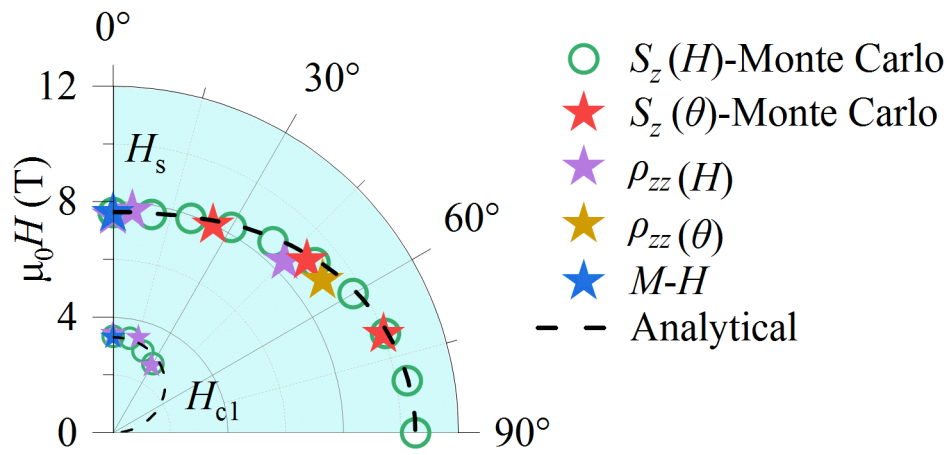 0°
30°
60°
90°
12
8
4
0
μ₀H (T)
Hₛ
H_c1
S_z(H)-Monte Carlo
S_z(θ)-Monte Carlo
ρ_zz(H)
ρ_zz(θ)
M-H
Analytical